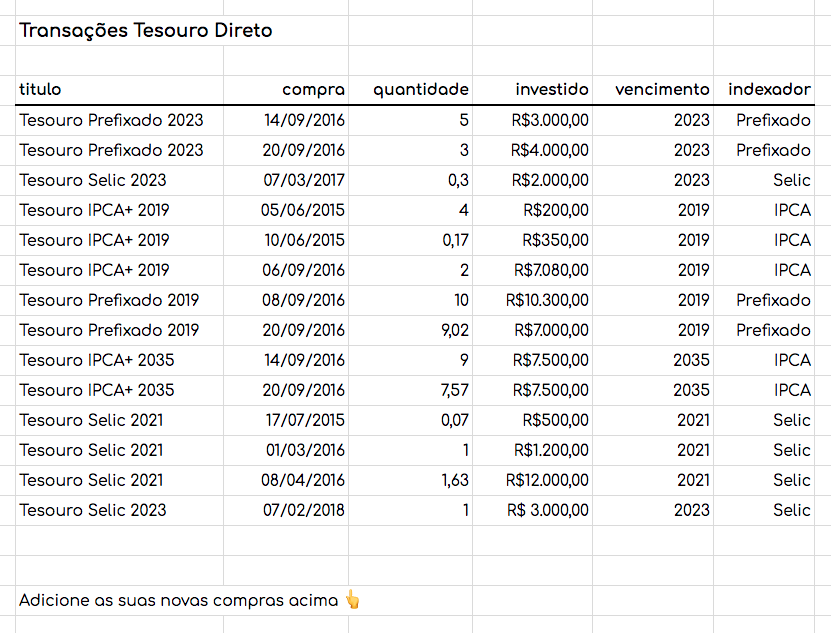 Transações Tesouro Direto
titulo compra quantidade investido vencimento indexador
Tesouro Prefixado 2023 14/09/2016 5 R$3.000,00 2023 Prefixado
Tesouro Prefixado 2023 20/09/2016 3 R$4.000,00 2023 Prefixado
Tesouro Selic 2023 07/03/2017 0,3 R$2.000,00 2023 Selic
Tesouro IPCA+ 2019 05/06/2015 4 R$200,00 2019 IPCA
Tesouro IPCA+ 2019 10/06/2015 0,17 R$350,00 2019 IPCA
Tesouro IPCA+ 2019 06/09/2016 2 R$7.080,00 2019 IPCA
Tesouro Prefixado 2019 08/09/2016 10 R$10.300,00 2019 Prefixado
Tesouro Prefixado 2019 20/09/2016 9,02 R$7.000,00 2019 Prefixado
Tesouro IPCA+ 2035 14/09/2016 9 R$7.500,00 2035 IPCA
Tesouro IPCA+ 2035 20/09/2016 7,57 R$7.500,00 2035 IPCA
Tesouro Selic 2021 17/07/2015 0,07 R$500,00 2021 Selic
Tesouro Selic 2021 01/03/2016 1 R$1.200,00 2021 Selic
Tesouro Selic 2021 08/04/2016 1,63 R$12.000,00 2021 Selic
Tesouro Selic 2023 07/02/2018 1 R$ 3.000,00 2023 Selic
Adicione as suas novas compras acima 👆